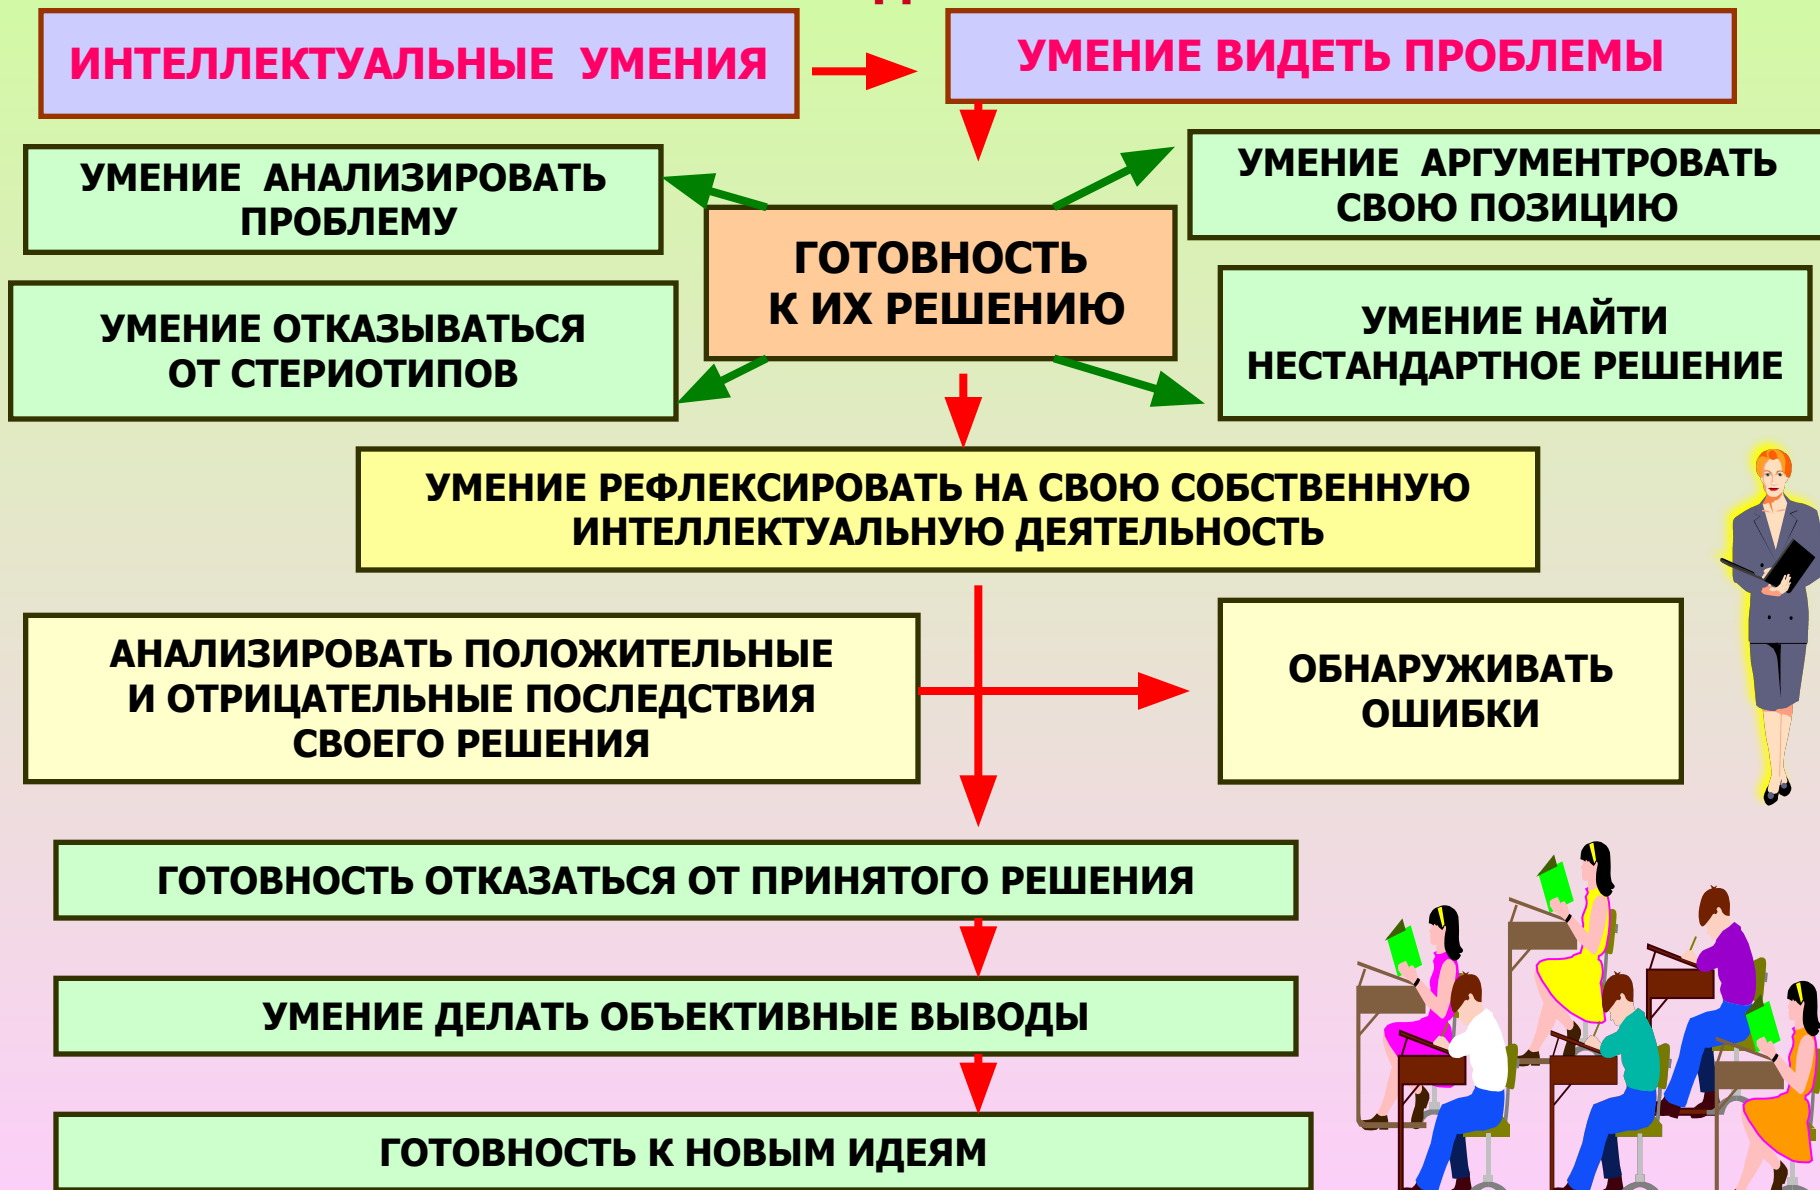 ИНТЕЛЛЕКТУАЛЬНЫЕ УМЕНИЯ
УМЕНИЕ ВИДЕТЬ ПРОБЛЕМЫ
УМЕНИЕ АНАЛИЗИРОВАТЬ
ПРОБЛЕМУ
УМЕНИЕ АРГУМЕНТРОВАТЬ
СВОЮ ПОЗИЦИЮ
ГОТОВНОСТЬ
К ИХ РЕШЕНИЮ
УМЕНИЕ ОТКАЗЫВАТЬСЯ
ОТ СТЕРИОТИПОВ
УМЕНИЕ НАЙТИ
НЕСТАНДАРТНОЕ РЕШЕНИЕ
УМЕНИЕ РЕФЛЕКСИРОВАТЬ НА СВОЮ СОБСТВЕННУЮ
ИНТЕЛЛЕКТУАЛЬНУЮ ДЕЯТЕЛЬНОСТЬ
АНАЛИЗИРОВАТЬ ПОЛОЖИТЕЛЬНЫЕ
И ОТРИЦАТЕЛЬНЫЕ ПОСЛЕДСТВИЯ
СВОЕГО РЕШЕНИЯ
ОБНАРУЖИВАТЬ
ОШИБКИ
ГОТОВНОСТЬ ОТКАЗАТЬСЯ ОТ ПРИНЯТОГО РЕШЕНИЯ
УМЕНИЕ ДЕЛАТЬ ОБЪЕКТИВНЫЕ ВЫВОДЫ
ГОТОВНОСТЬ К НОВЫМ ИДЕЯМ